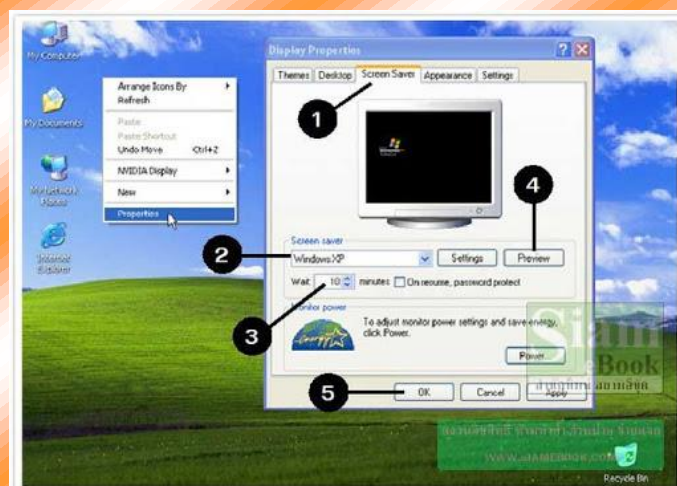 My Computer
My Documents
My Network
Places
Internet
Explorer
Arrange Icons By
Refresh
Paste
Paste Shortcut
Undo Move Ctrl+Z
NVIDIA Display
New
Properties
Display Properties
Themes Desktop Screen Saver Appearance Settings
1
4
Screen saver
2
Windows XP Settings Preview
Wait: 10 minutes On resume, password protect
3
Monitor power
To adjust monitor power settings and save energy,
click Power.
Power...
5
OK Cancel Apply
Siam
eBook
WWW.SIAMEBOOK.COM
Recycle Bin